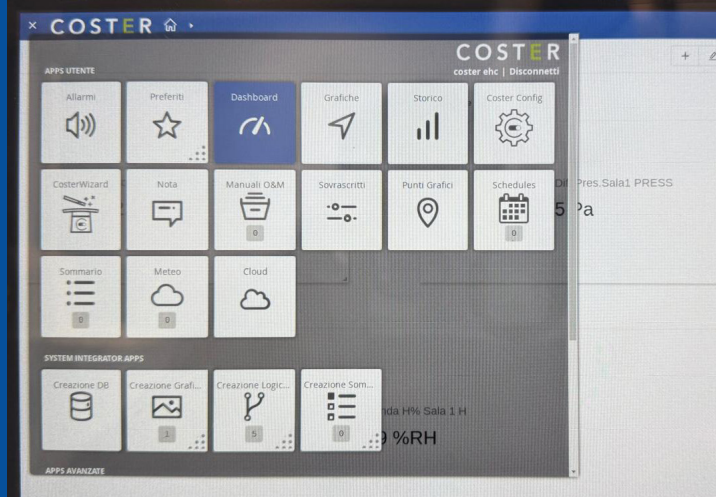 × COSTER
COSTER
APPS UTENTE
coster ehc | Disconnetti
Allarmi
Preferiti
Dashboard
Grafiche
Storico
Coster Config
CosterWizard
Nota
Manuali O&M
0
Sovrascritti
Punti Grafici
Schedules
0
Pres.Sala1 PRESS
5 Pa
Sommario
0
Meteo
0
Cloud
SYSTEM INTEGRATOR APPS
Creazione DB
Creazione Grafi...
1
Creazione Logic...
5
Creazione Som...
0
H% Sala 1 H
9 %RH
APPS AVANZATE